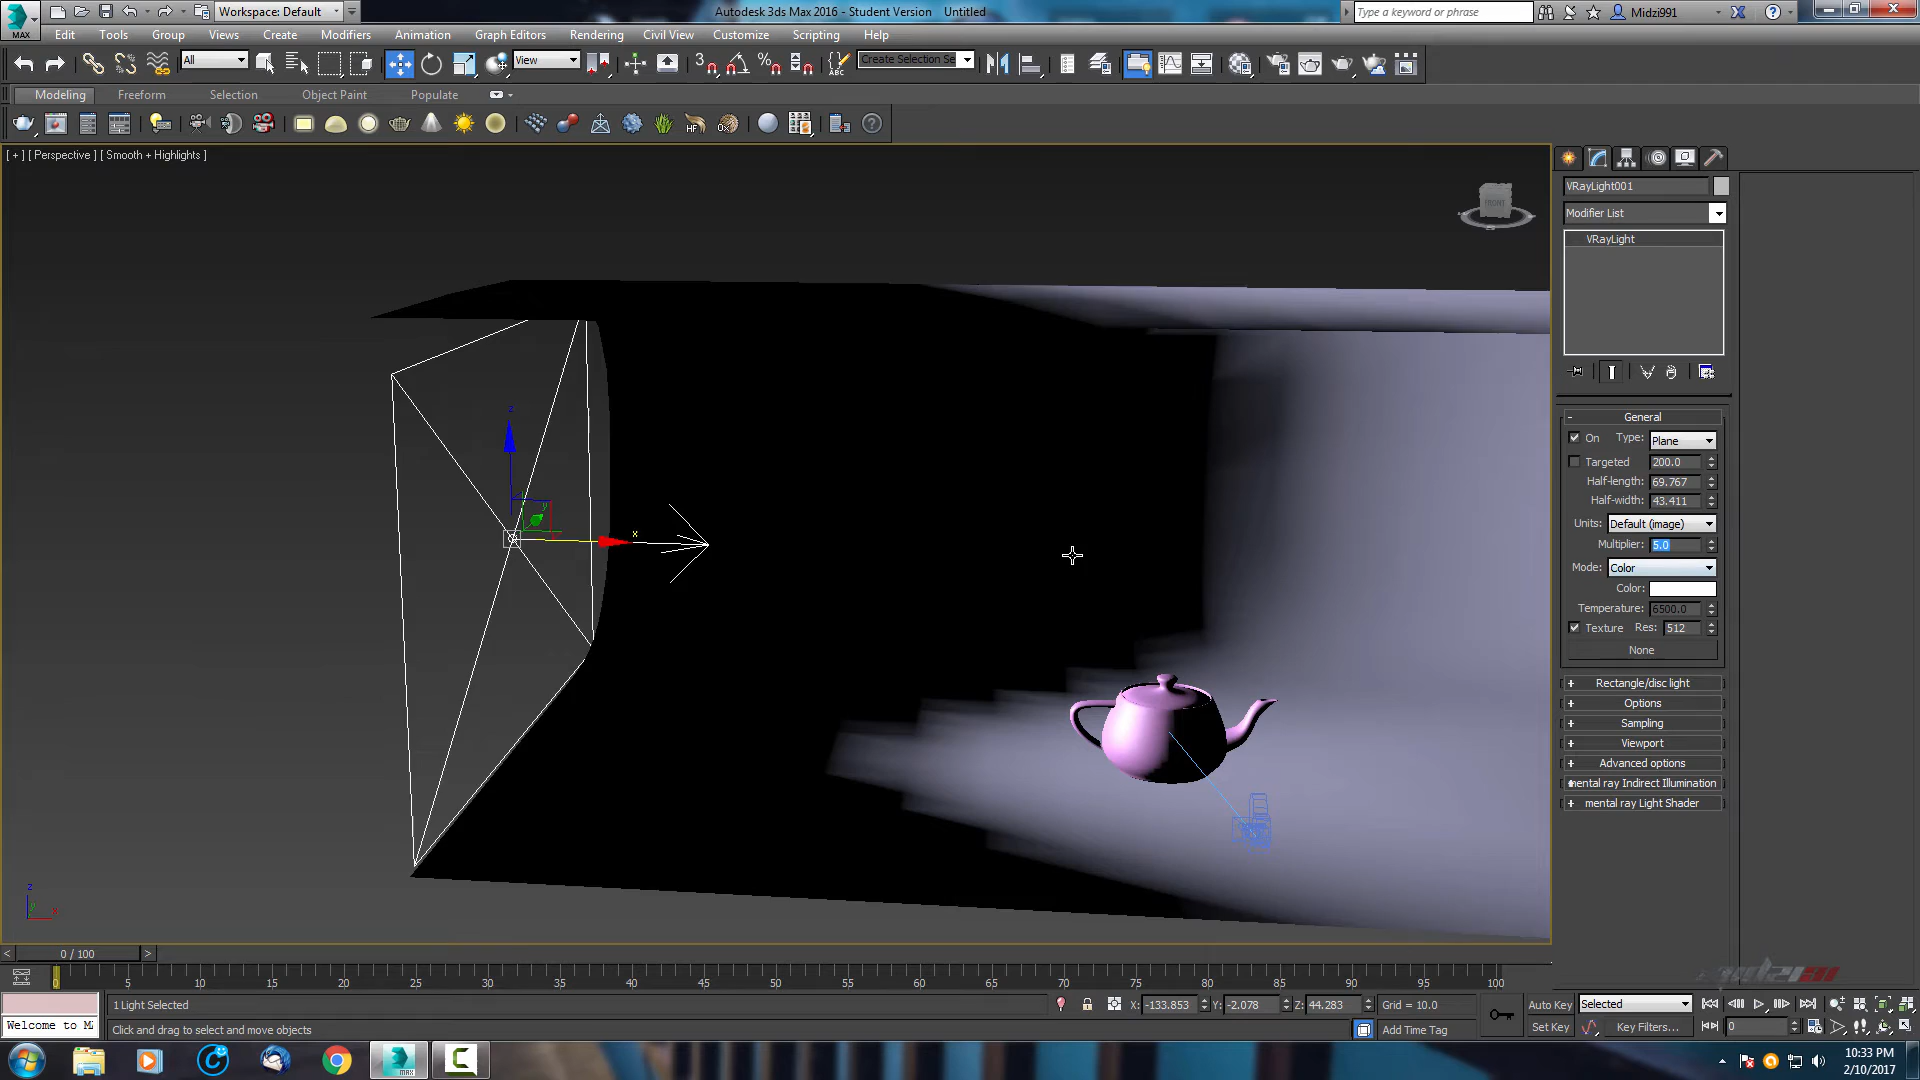 Workspace: Default
Autodesk 3ds Max 2016 - Student Version   Untitled
Type a keyword or phrase
Midzi991
MAX
Edit Tools Group Views Create Modifiers Animation Graph Editors Rendering Civil View Customize Scripting Help
All
View
Create Selection Se
Modeling Freeform Selection Object Paint Populate
[ + ] [ Perspective ] [ Smooth + Highlights ]
FRONT
VRayLight001
Modifier List
VRayLight
- General
On Type: Plane
Targeted 200.0
Half-length: 69.767
Half-width: 43.411
Units: Default (image)
Multiplier: 5.0
Mode: Color
Color:
Temperature: 6500.0
Texture Res: 512
None
+ Rectangle/disc light
+ Options
+ Sampling
+ Viewport
+ Advanced options
+ mental ray Indirect Illumination
+ mental ray Light Shader
z
x
y
z
y
x
< 0 / 100 >
0 5 10 15 20 25 30 35 40 45 50 55 60 65 70 75 80 85 90 95 100
1 Light Selected
X: -133.853 Y: -2.078 Z: 44.283 Grid = 10.0
Auto Key Selected
Welcome to M
Click and drag to select and move objects
Add Time Tag
Set Key Key Filters... 0
10:33 PM
2/10/2017